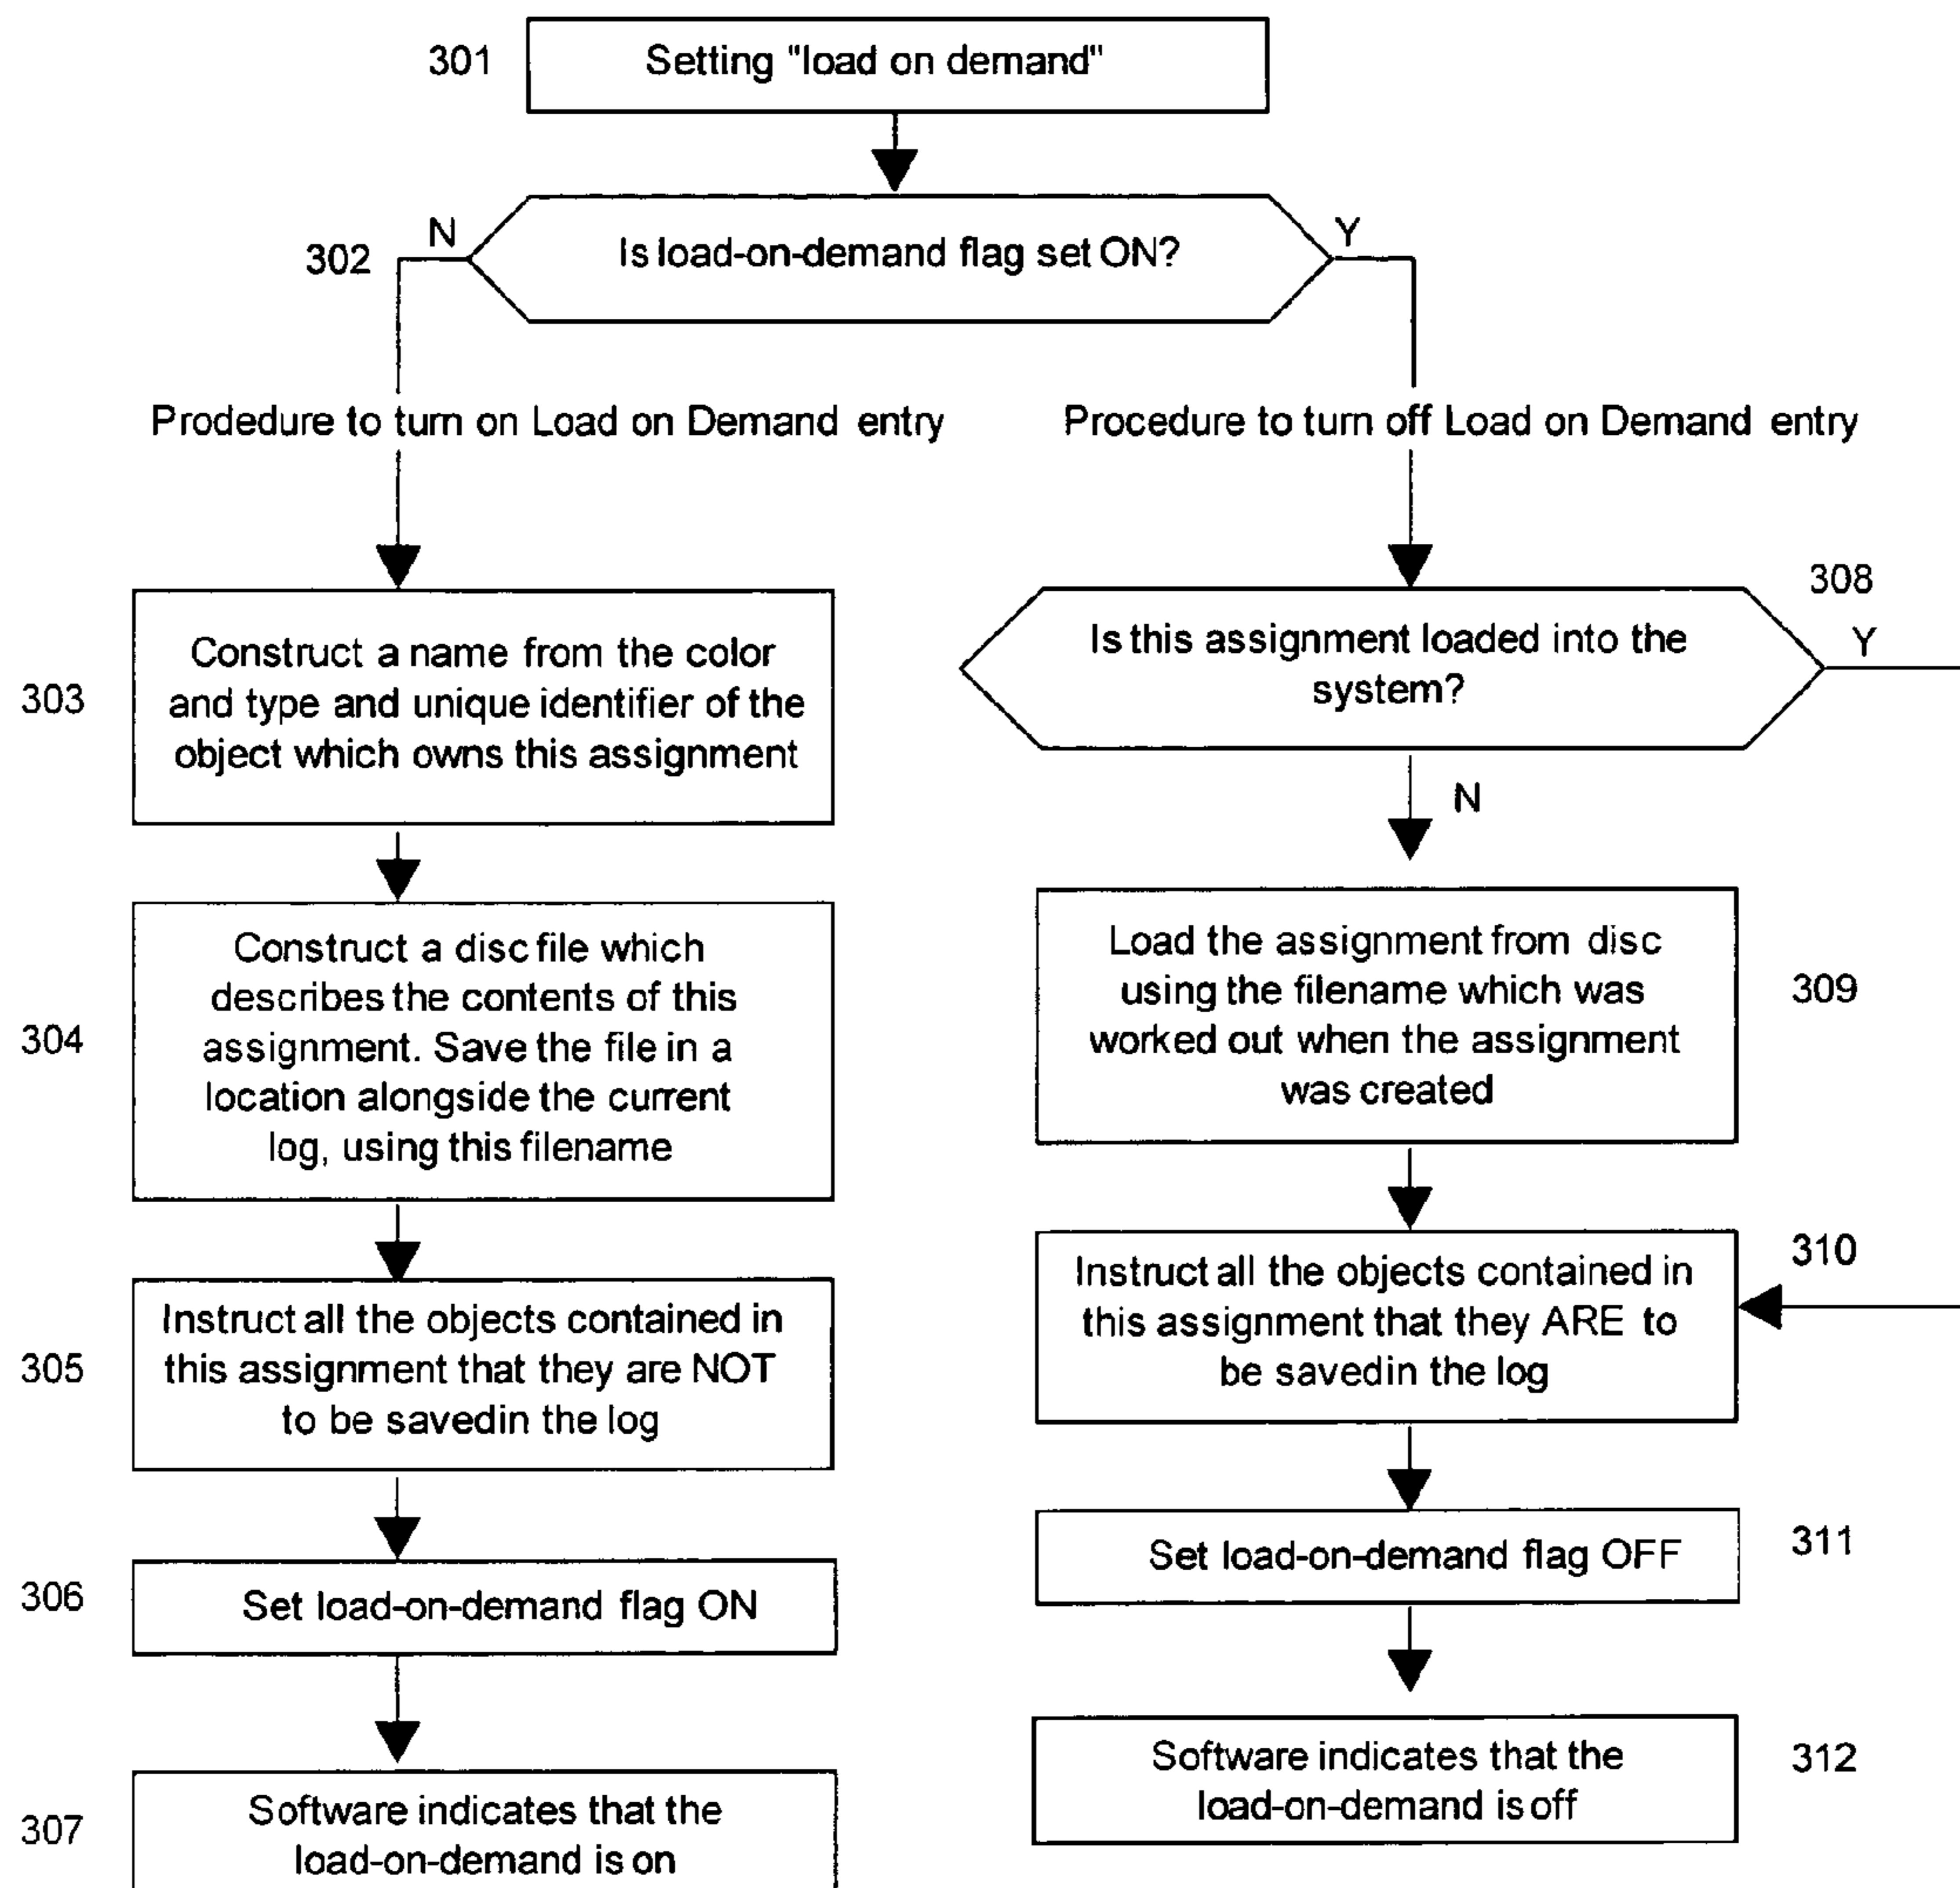 301
Setting "load on demand"
302
N
Is load-on-demand flag set ON?
Y
Prodedure to turn on Load on Demand entry
Procedure to turn off Load on Demand entry
303
Construct a name from the color
and type and unique identifier of the
object which owns this assignment
304
Construct a disc file which
describes the contents of this
assignment. Save the file in a
location alongside the current
log, using this filename
305
Instruct all the objects contained in
this assignment that they are NOT
to be savedin the log
306
Set load-on-demand flag ON
307
Software indicates that the
load-on-demand is on
308
Is this assignment loaded into the
system?
Y
N
Load the assignment from disc
using the filename which was
worked out when the assignment
was created
309
310
Instruct all the objects contained in
this assignment that they ARE to
be savedin the log
Set load-on-demand flag OFF
311
Software indicates that the
load-on-demand is off
312